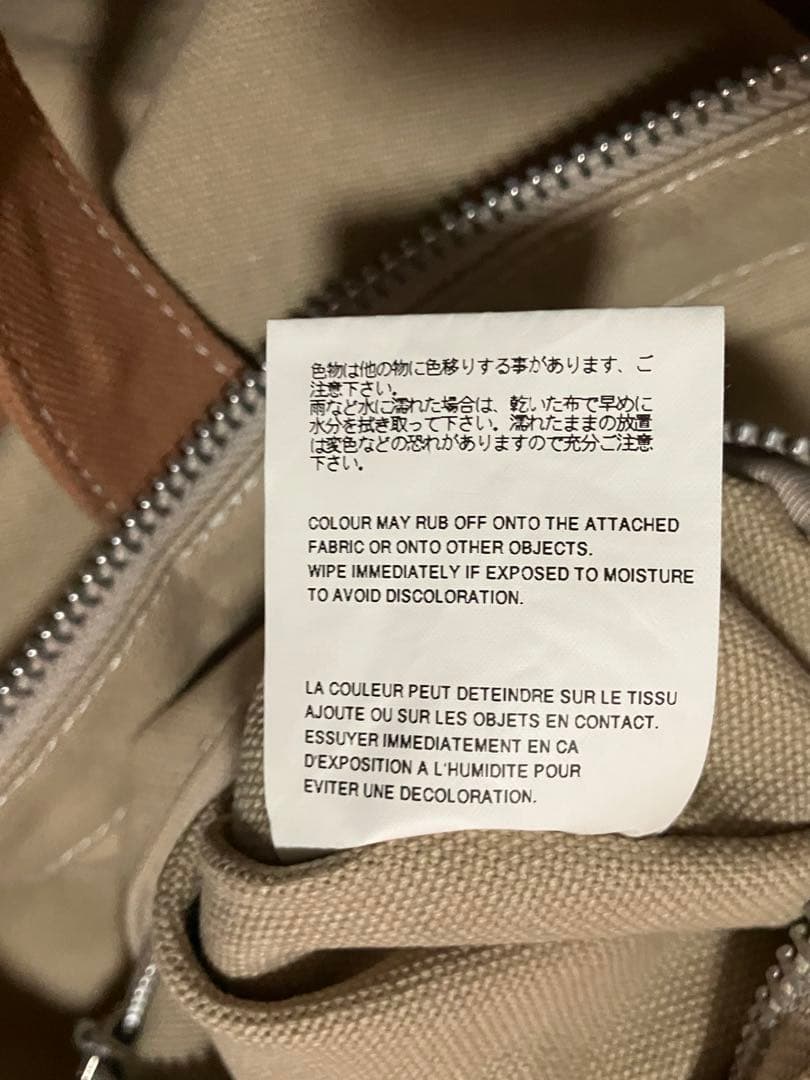 色物は他の物に色移りする事があります、ご
注意下さい。
雨など水に濡れた場合は、乾いた布で早めに
水分を拭き取って下さい。濡れたままの放置
は変色などの恐れがありますので充分ご注意
下さい。
COLOUR MAY RUB OFF ONTO THE ATTACHED
FABRIC OR ONTO OTHER OBJECTS.
WIPE IMMEDIATELY IF EXPOSED TO MOISTURE
TO AVOID DISCOLORATION.
LA COULEUR PEUT DETEINDRE SUR LE TISSU
AJOUTE OU SUR LES OBJETS EN CONTACT.
ESSUYER IMMEDIATEMENT EN CA
D'EXPOSITION A L'HUMIDITE POUR
EVITER UNE DECOLORATION.